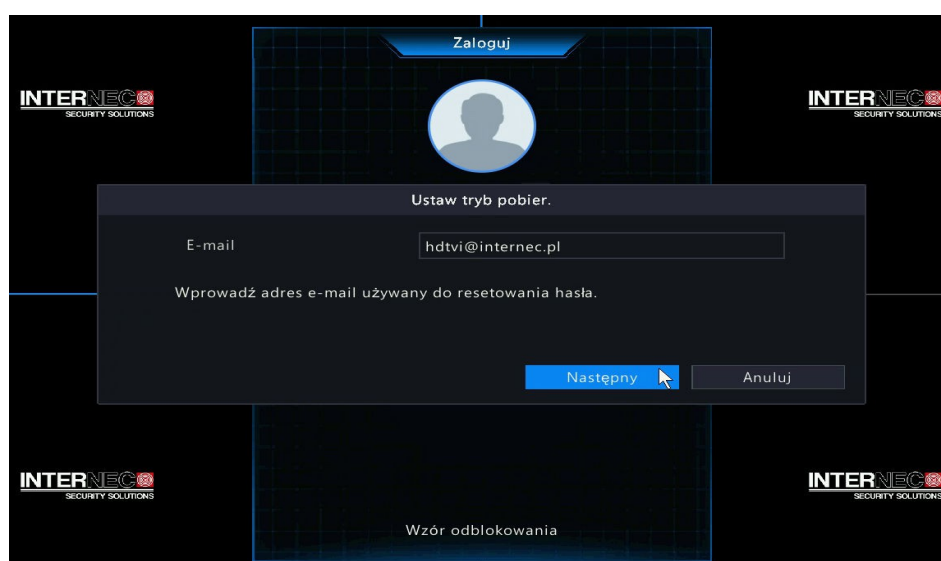 Zaloguj
INTERNEC
SECURITY SOLUTIONS
INTERNEC
SECURITY SOLUTIONS
Ustaw tryb pobier.
E-mail
hdtvi@internec.pl
Wprowadź adres e-mail używany do resetowania hasła.
Następny
Anuluj
INTERNEC
SECURITY SOLUTIONS
INTERNEC
SECURITY SOLUTIONS
Wzór odblokowania